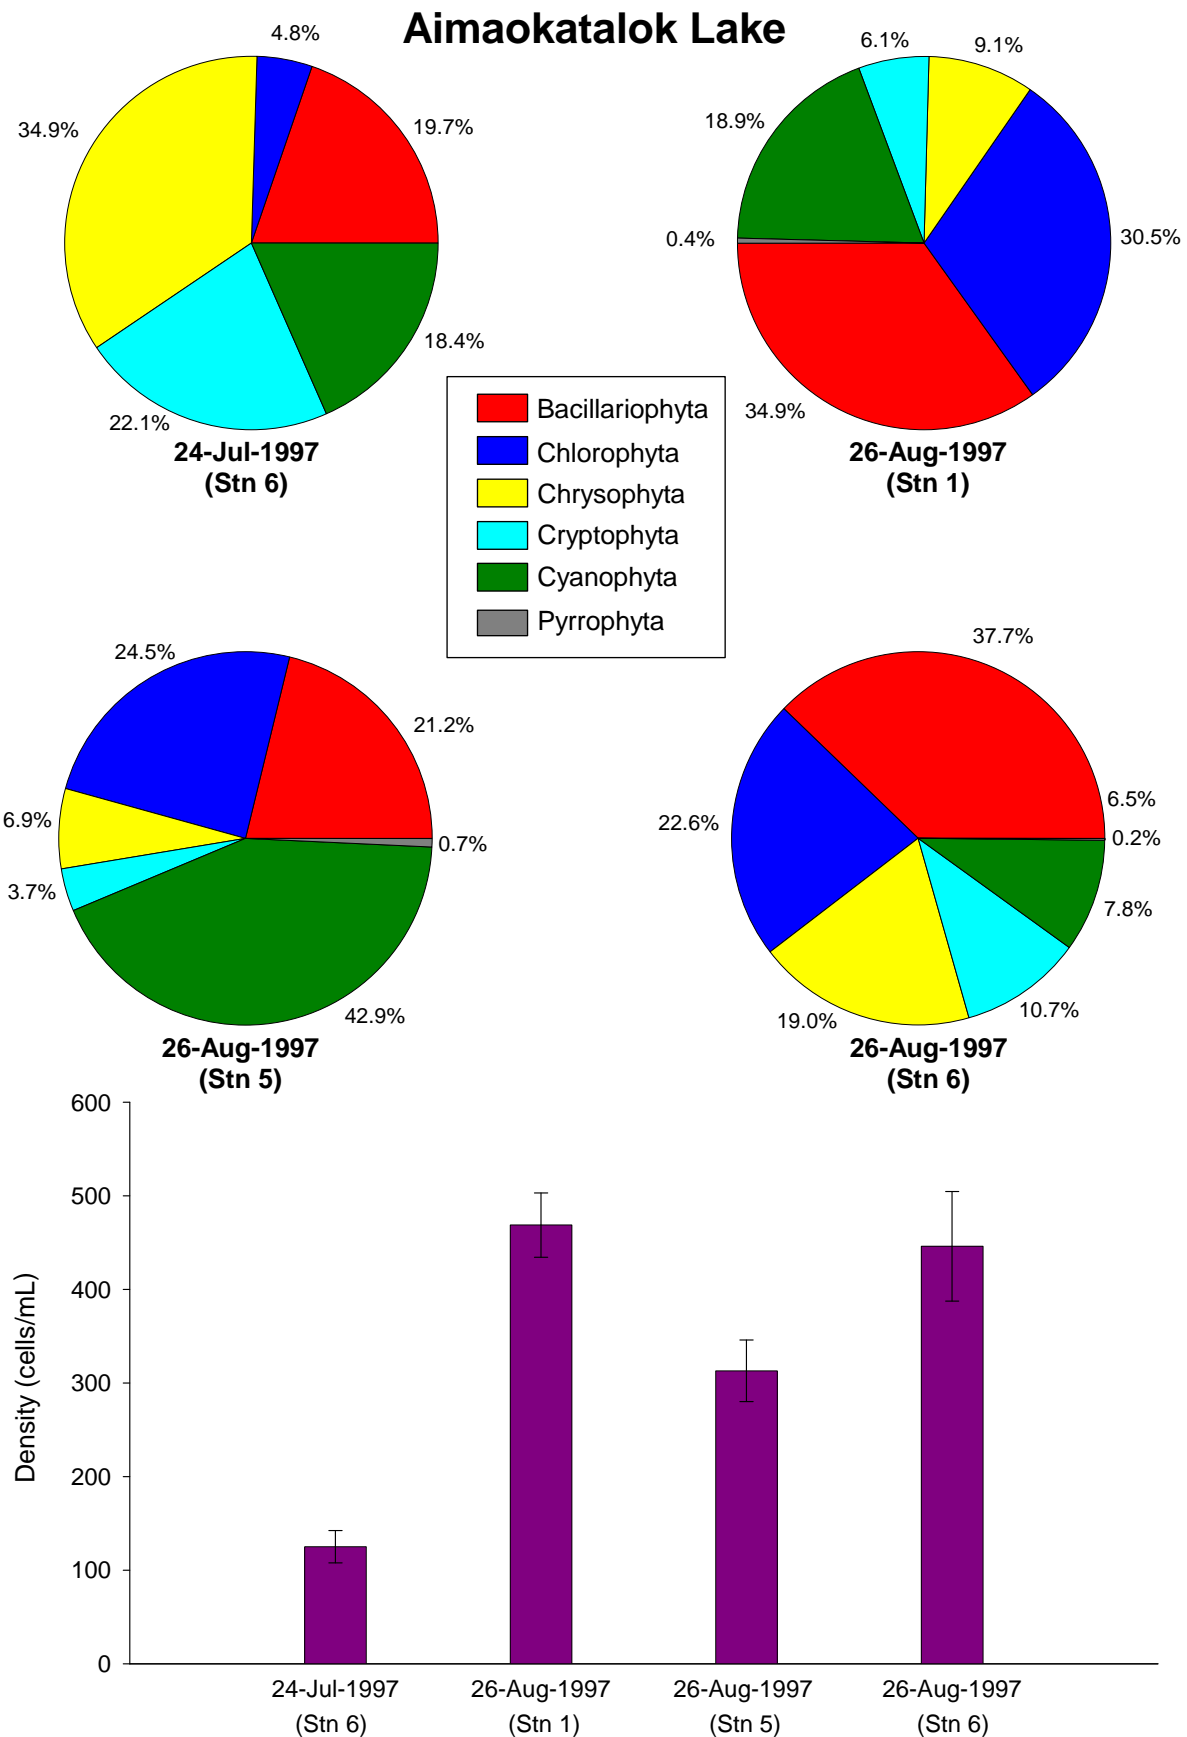 Aimaokatalok Lake
4.8%
19.7%
34.9%
18.4%
22.1%
24-Jul-1997
(Stn 6)
6.1%
9.1%
18.9%
30.5%
0.4%
34.9%
26-Aug-1997
(Stn 1)
Bacillariophyta
Chlorophyta
Chrysophyta
Cryptophyta
Cyanophyta
Pyrrophyta
24.5%
21.2%
6.9%
0.7%
3.7%
42.9%
26-Aug-1997
(Stn 5)
37.7%
6.5%
22.6%
0.2%
7.8%
10.7%
19.0%
26-Aug-1997
(Stn 6)
Density (cells/mL)
600
500
400
300
200
100
0
24-Jul-1997
(Stn 6)
26-Aug-1997
(Stn 1)
26-Aug-1997
(Stn 5)
26-Aug-1997
(Stn 6)